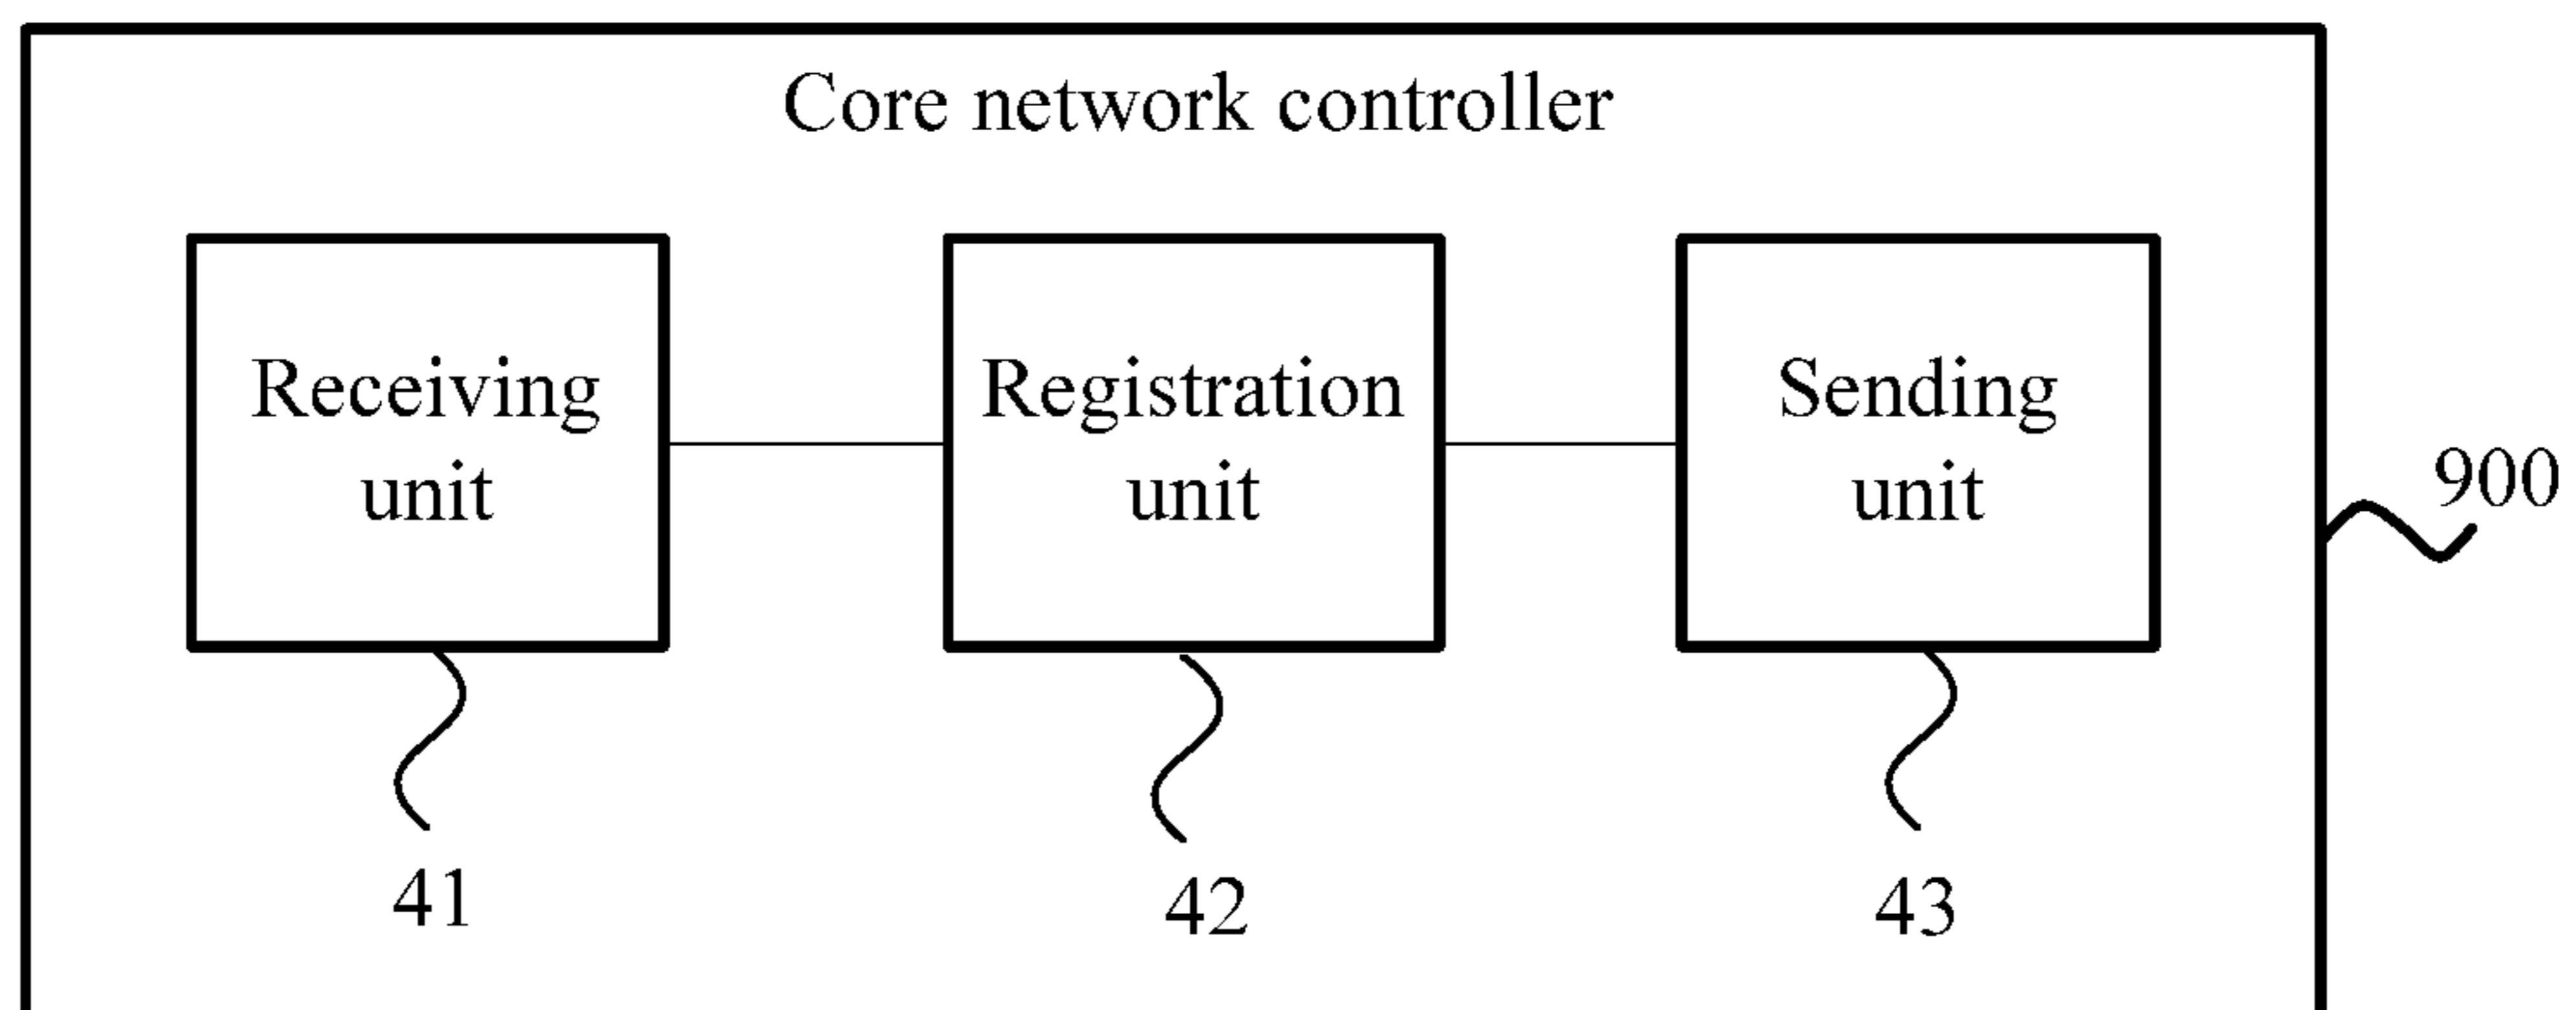 Core network controller
Receiving
unit
Registration
unit
Sending
unit
900
41
42
43